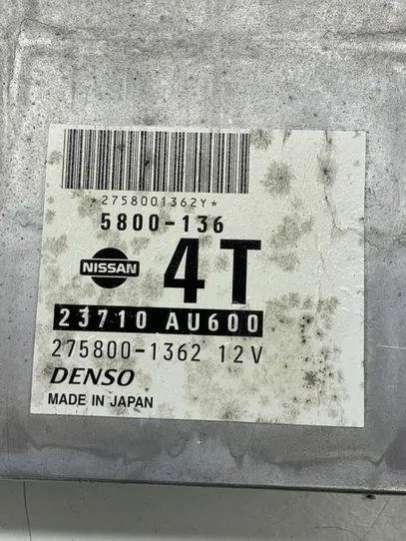 *2758001362Y*
5800-136
NISSAN
4T
23710 AU600
275800-1362 12V
DENSO
MADE IN JAPAN